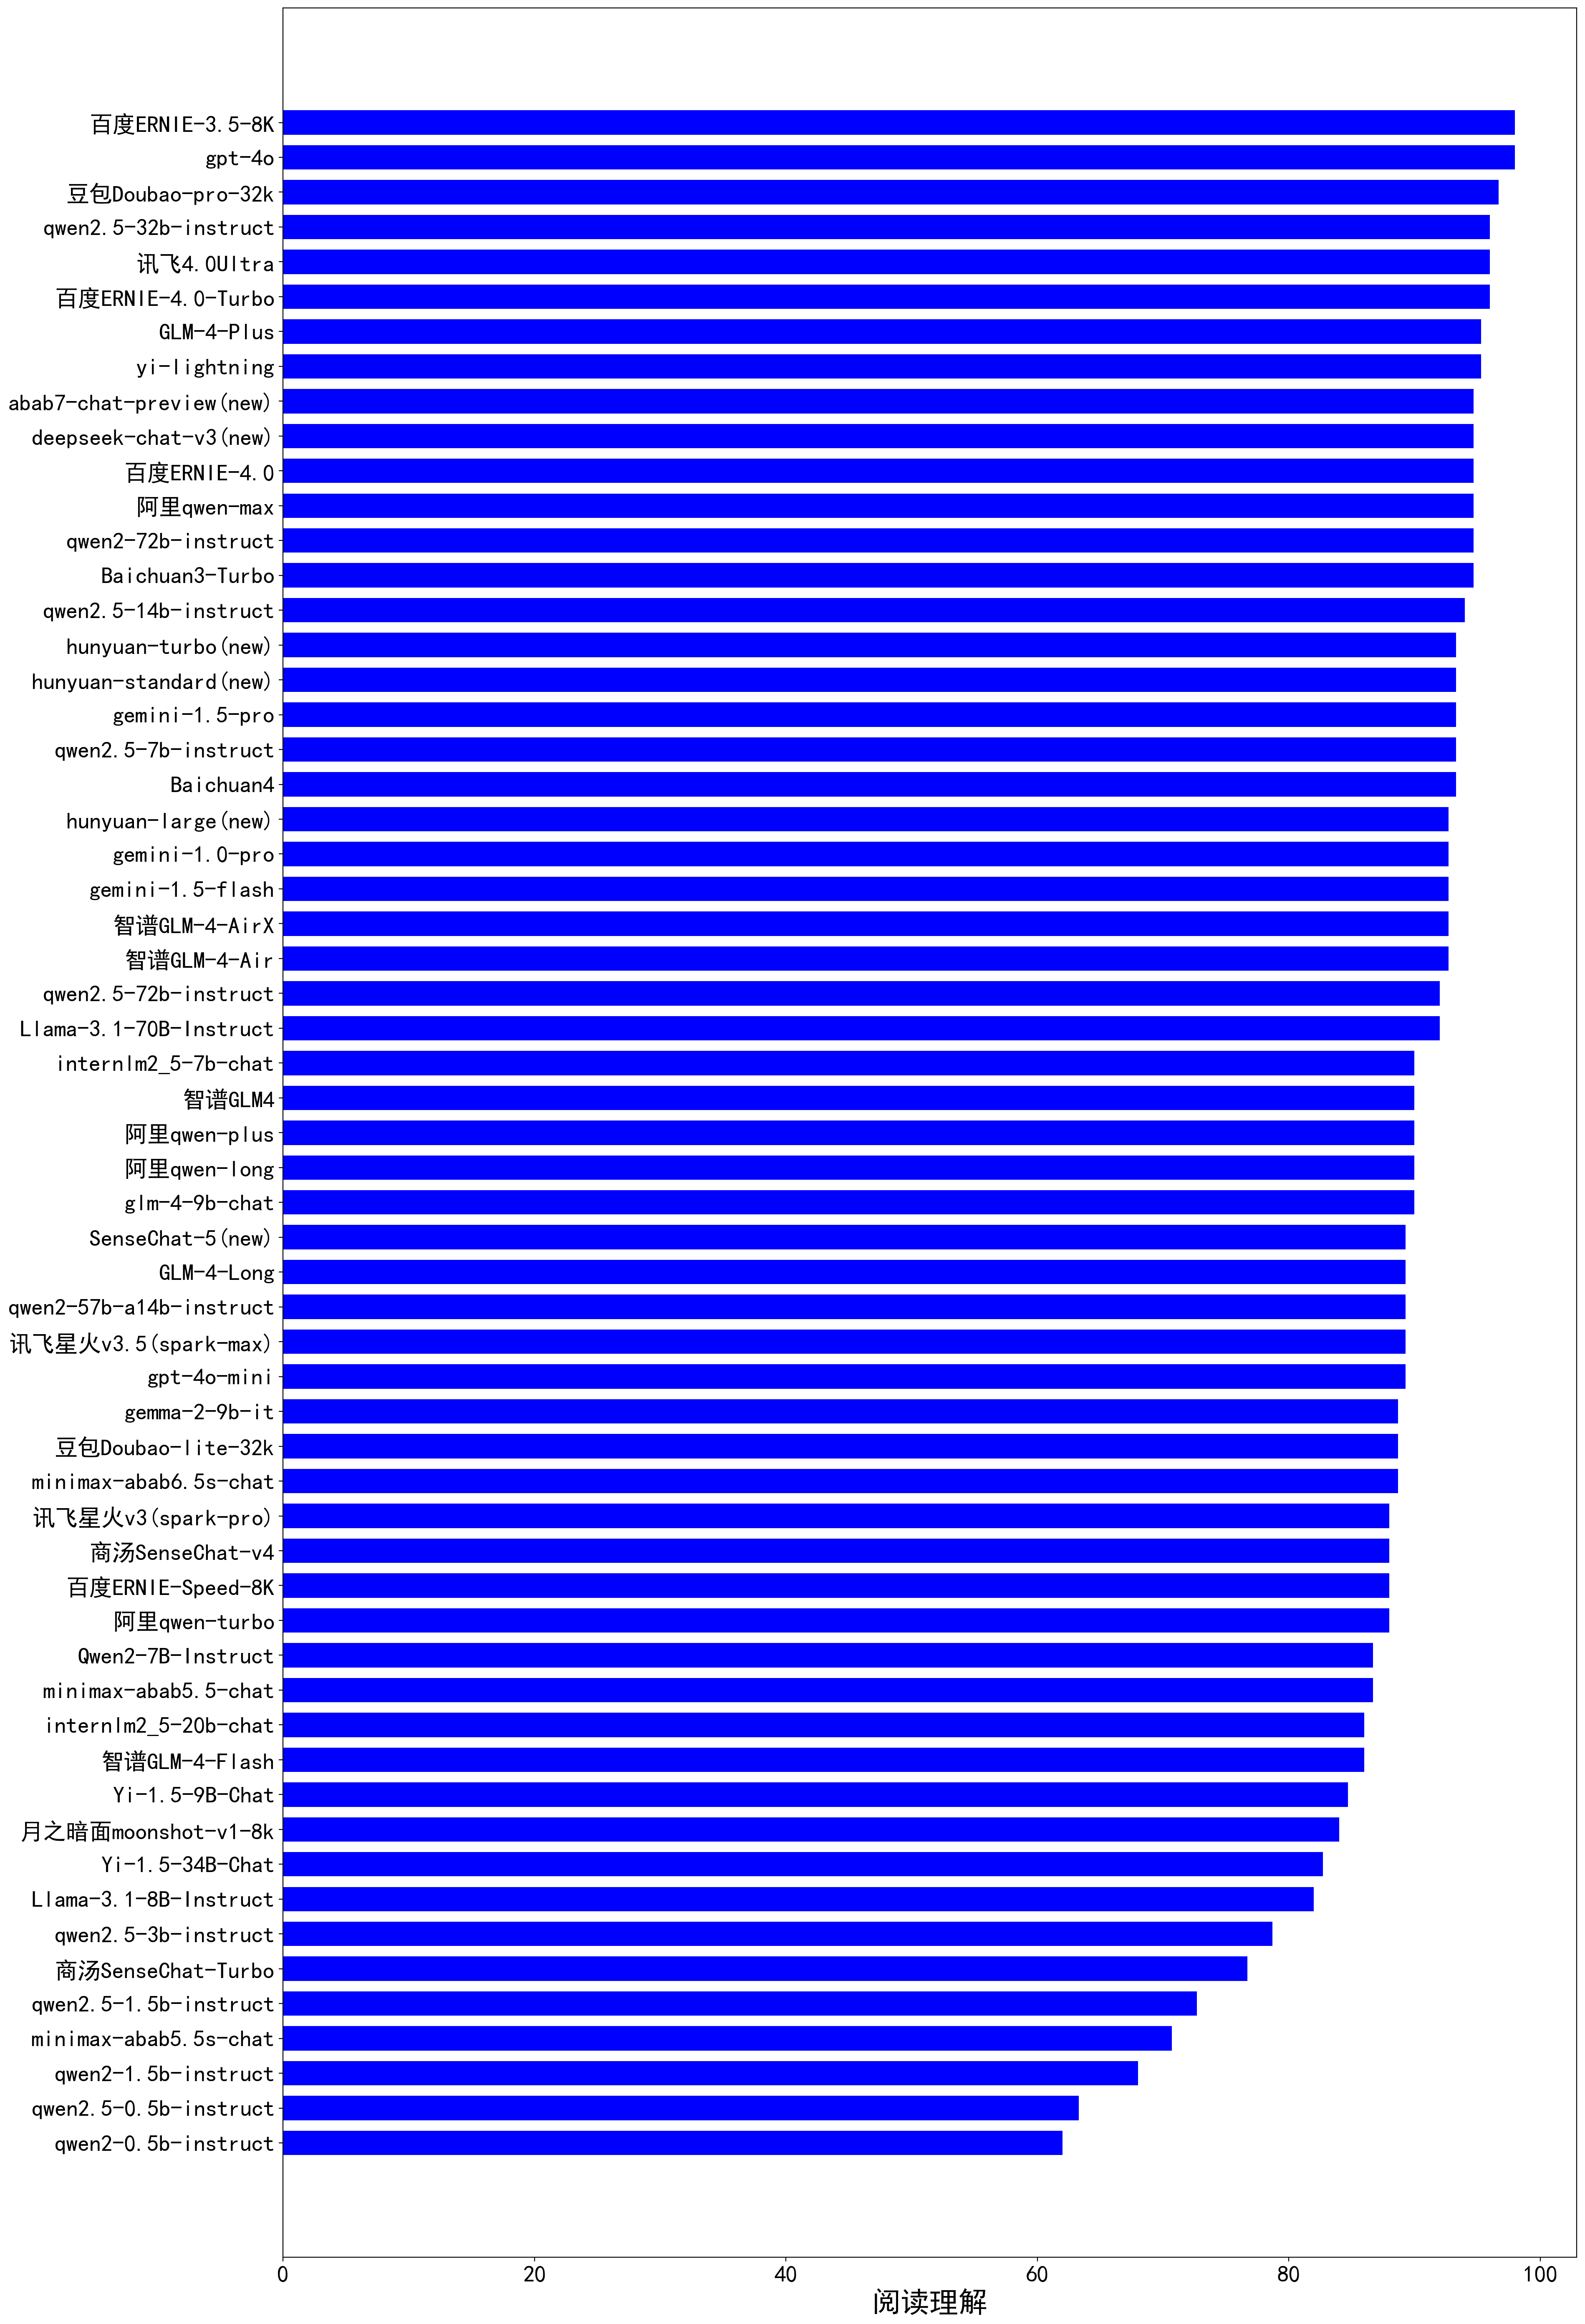 百度ERNIE-3.5-8K
gpt-4o
豆包Doubao-pro-32k
qwen2.5-32b-instruct
讯飞4.0Ultra
百度ERNIE-4.0-Turbo
GLM-4-Plus
yi-lightning
abab7-chat-preview(new)
deepseek-chat-v3(new)
百度ERNIE-4.0
阿里qwen-max
qwen2-72b-instruct
Baichuan3-Turbo
qwen2.5-14b-instruct
hunyuan-turbo(new)
hunyuan-standard(new)
gemini-1.5-pro
qwen2.5-7b-instruct
Baichuan4
hunyuan-large(new)
gemini-1.0-pro
gemini-1.5-flash
智谱GLM-4-AirX
智谱GLM-4-Air
qwen2.5-72b-instruct
Llama-3.1-70B-Instruct
internlm2_5-7b-chat
智谱GLM4
阿里qwen-plus
阿里qwen-long
glm-4-9b-chat
SenseChat-5(new)
GLM-4-Long
qwen2-57b-a14b-instruct
讯飞星火v3.5(spark-max)
gpt-4o-mini
gemma-2-9b-it
豆包Doubao-lite-32k
minimax-abab6.5s-chat
讯飞星火v3(spark-pro)
商汤SenseChat-v4
百度ERNIE-Speed-8K
阿里qwen-turbo
Qwen2-7B-Instruct
minimax-abab5.5-chat
internlm2_5-20b-chat
智谱GLM-4-Flash
Yi-1.5-9B-Chat
月之暗面moonshot-v1-8k
Yi-1.5-34B-Chat
Llama-3.1-8B-Instruct
qwen2.5-3b-instruct
商汤SenseChat-Turbo
qwen2.5-1.5b-instruct
minimax-abab5.5s-chat
qwen2-1.5b-instruct
qwen2.5-0.5b-instruct
qwen2-0.5b-instruct
0 20 40 60 80 100
阅读理解